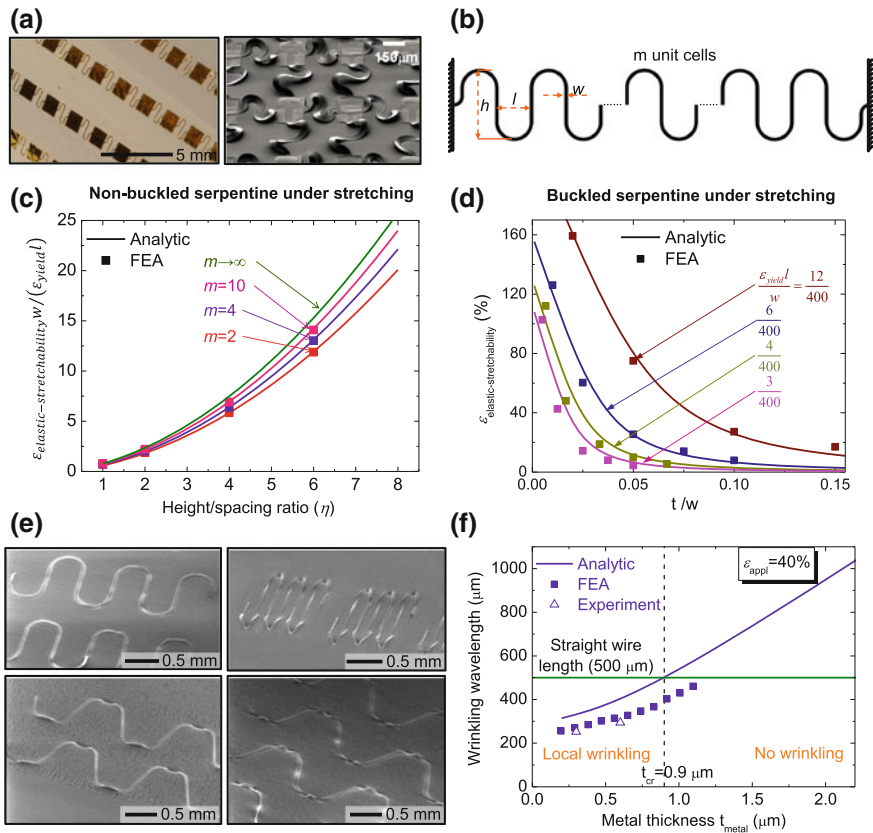 (a)
5 mm
150μm
(b)
m unit cells
h
l
w
(c)
Non-buckled serpentine under stretching
ε_elastic−stretchability w/(ε_yield l)
25
20
15
10
5
0
Analytic
FEA
m→∞
m=10
m=4
m=2
1 2 3 4 5 6 7 8
Height/spacing ratio (η)
(d)
Buckled serpentine under stretching
ε_elastic-stretchability (%)
160
120
80
40
0
Analytic
FEA
ε_yield l / w = 12/400
6/400
4/400
3/400
0.00 0.05 0.10 0.15
t /w
(e)
0.5 mm
0.5 mm
0.5 mm
0.5 mm
(f)
Wrinkling wavelength (μm)
1000
800
600
400
200
0
Analytic
FEA
Experiment
ε_appl=40%
Straight wire
length (500 μm)
Local wrinkling
No wrinkling
t_cr=0.9 μm
0.0 0.5 1.0 1.5 2.0
Metal thickness t_metal (μm)